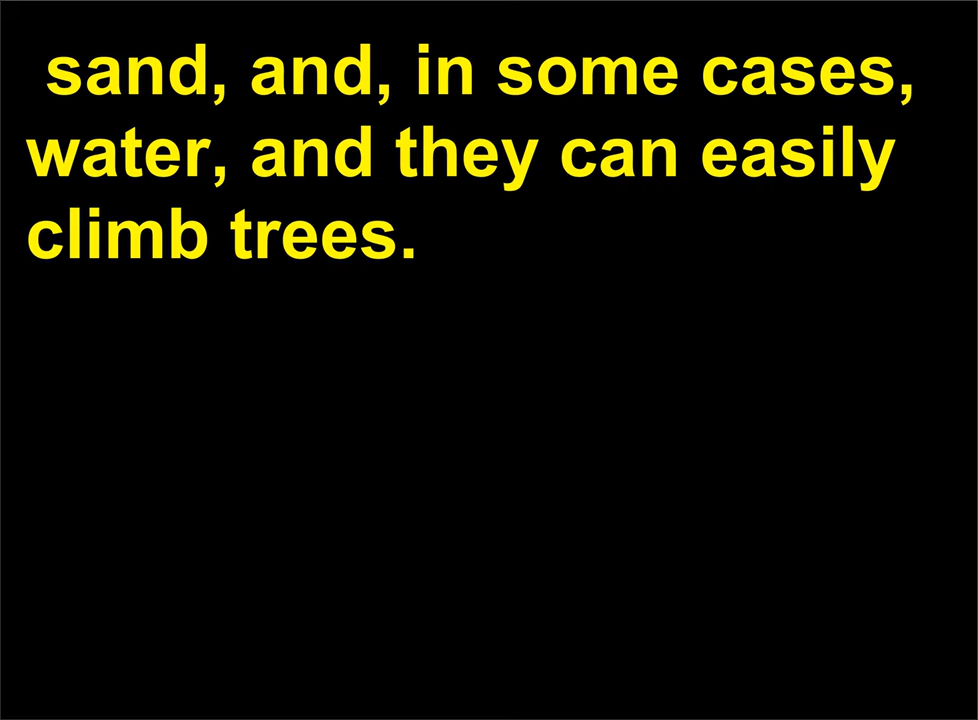 sand, and, in some cases,
water, and they can easily
climb trees.